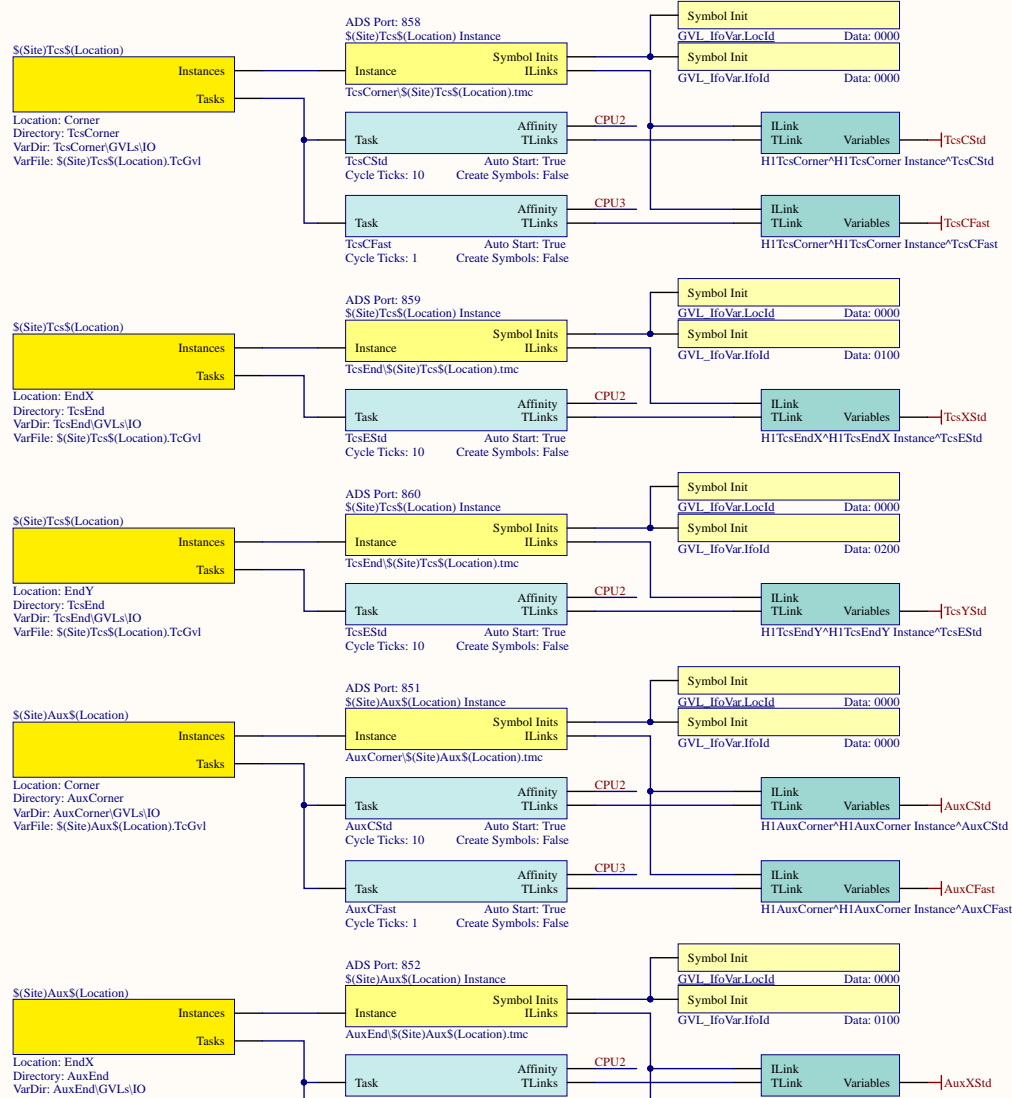 ADS Port: 858
$(Site)Tcs$(Location) Instance
Symbol Init
GVL_IfoVar.LocId Data: 0000
Symbol Init
GVL_IfoVar.IfoId Data: 0000
$(Site)Tcs$(Location)
Instances
Tasks
Location: Corner
Directory: TcsCorner
VarDir: TcsCorner\GVLs\IO
VarFile: $(Site)Tcs$(Location).TcGvl
Symbol Inits
Instance ILinks
TcsCorner\$(Site)Tcs$(Location).tmc
Affinity CPU2
Task TLinks
TcsCStd Auto Start: True
Cycle Ticks: 10 Create Symbols: False
ILink
TLink Variables TcsCStd
H1TcsCorner^H1TcsCorner Instance^TcsCStd
Affinity CPU3
Task TLinks
TcsCFast Auto Start: True
Cycle Ticks: 1 Create Symbols: False
ILink
TLink Variables TcsCFast
H1TcsCorner^H1TcsCorner Instance^TcsCFast
ADS Port: 859
$(Site)Tcs$(Location) Instance
Symbol Init
GVL_IfoVar.LocId Data: 0000
Symbol Init
GVL_IfoVar.IfoId Data: 0100
$(Site)Tcs$(Location)
Instances
Tasks
Location: EndX
Directory: TcsEnd
VarDir: TcsEnd\GVLs\IO
VarFile: $(Site)Tcs$(Location).TcGvl
Symbol Inits
Instance ILinks
TcsEnd\$(Site)Tcs$(Location).tmc
Affinity CPU2
Task TLinks
TcsEStd Auto Start: True
Cycle Ticks: 10 Create Symbols: False
ILink
TLink Variables TcsXStd
H1TcsEndX^H1TcsEndX Instance^TcsEStd
ADS Port: 860
$(Site)Tcs$(Location) Instance
Symbol Init
GVL_IfoVar.LocId Data: 0000
Symbol Init
GVL_IfoVar.IfoId Data: 0200
$(Site)Tcs$(Location)
Instances
Tasks
Location: EndY
Directory: TcsEnd
VarDir: TcsEnd\GVLs\IO
VarFile: $(Site)Tcs$(Location).TcGvl
Symbol Inits
Instance ILinks
TcsEnd\$(Site)Tcs$(Location).tmc
Affinity CPU2
Task TLinks
TcsEStd Auto Start: True
Cycle Ticks: 10 Create Symbols: False
ILink
TLink Variables TcsYStd
H1TcsEndY^H1TcsEndY Instance^TcsEStd
ADS Port: 851
$(Site)Aux$(Location) Instance
Symbol Init
GVL_IfoVar.LocId Data: 0000
Symbol Init
GVL_IfoVar.IfoId Data: 0000
$(Site)Aux$(Location)
Instances
Tasks
Location: Corner
Directory: AuxCorner
VarDir: AuxCorner\GVLs\IO
VarFile: $(Site)Aux$(Location).TcGvl
Symbol Inits
Instance ILinks
AuxCorner\$(Site)Aux$(Location).tmc
Affinity CPU2
Task TLinks
AuxCStd Auto Start: True
Cycle Ticks: 10 Create Symbols: False
ILink
TLink Variables AuxCStd
H1AuxCorner^H1AuxCorner Instance^AuxCStd
Affinity CPU3
Task TLinks
AuxCFast Auto Start: True
Cycle Ticks: 1 Create Symbols: False
ILink
TLink Variables AuxCFast
H1AuxCorner^H1AuxCorner Instance^AuxCFast
ADS Port: 852
$(Site)Aux$(Location) Instance
Symbol Init
GVL_IfoVar.LocId Data: 0000
Symbol Init
GVL_IfoVar.IfoId Data: 0100
$(Site)Aux$(Location)
Instances
Tasks
Location: EndX
Directory: AuxEnd
VarDir: AuxEnd\GVLs\IO
Symbol Inits
Instance ILinks
AuxEnd\$(Site)Aux$(Location).tmc
Affinity CPU2
Task TLinks
ILink
TLink Variables AuxXStd